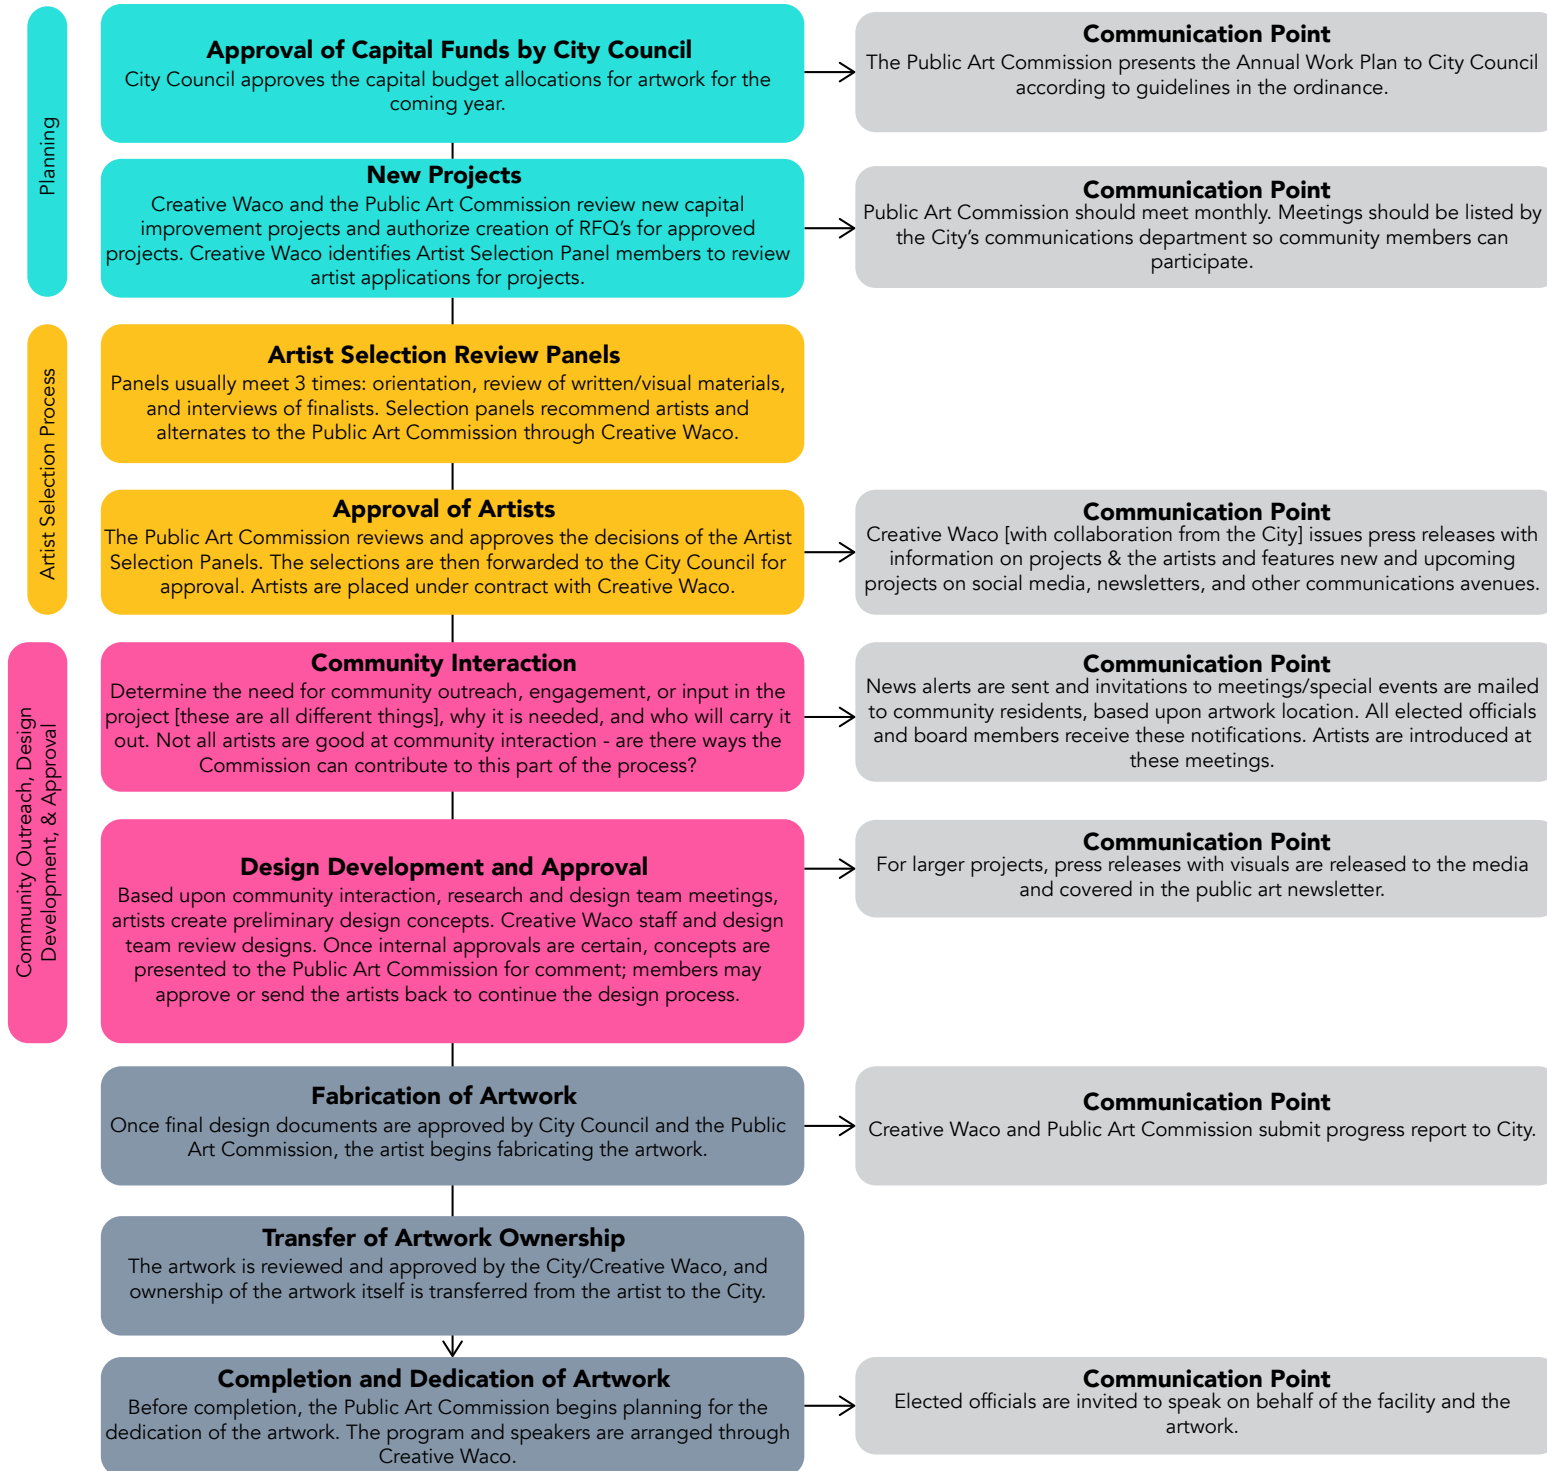 Planning
Approval of Capital Funds by City Council
City Council approves the capital budget allocations for artwork for the
coming year.
Communication Point
The Public Art Commission presents the Annual Work Plan to City Council
according to guidelines in the ordinance.
New Projects
Creative Waco and the Public Art Commission review new capital
improvement projects and authorize creation of RFQ's for approved
projects. Creative Waco identifies Artist Selection Panel members to review
artist applications for projects.
Communication Point
Public Art Commission should meet monthly. Meetings should be listed by
the City's communications department so community members can
participate.
Artist Selection Process
Artist Selection Review Panels
Panels usually meet 3 times: orientation, review of written/visual materials,
and interviews of finalists. Selection panels recommend artists and
alternates to the Public Art Commission through Creative Waco.
Approval of Artists
The Public Art Commission reviews and approves the decisions of the Artist
Selection Panels. The selections are then forwarded to the City Council for
approval. Artists are placed under contract with Creative Waco.
Communication Point
Creative Waco [with collaboration from the City] issues press releases with
information on projects & the artists and features new and upcoming
projects on social media, newsletters, and other communications avenues.
Community Outreach, Design
Development, & Approval
Community Interaction
Determine the need for community outreach, engagement, or input in the
project [these are all different things], why it is needed, and who will carry it
out. Not all artists are good at community interaction - are there ways the
Commission can contribute to this part of the process?
Communication Point
News alerts are sent and invitations to meetings/special events are mailed
to community residents, based upon artwork location. All elected officials
and board members receive these notifications. Artists are introduced at
these meetings.
Design Development and Approval
Based upon community interaction, research and design team meetings,
artists create preliminary design concepts. Creative Waco staff and design
team review designs. Once internal approvals are certain, concepts are
presented to the Public Art Commission for comment; members may
approve or send the artists back to continue the design process.
Communication Point
For larger projects, press releases with visuals are released to the media
and covered in the public art newsletter.
Fabrication of Artwork
Once final design documents are approved by City Council and the Public
Art Commission, the artist begins fabricating the artwork.
Communication Point
Creative Waco and Public Art Commission submit progress report to City.
Transfer of Artwork Ownership
The artwork is reviewed and approved by the City/Creative Waco, and
ownership of the artwork itself is transferred from the artist to the City.
Completion and Dedication of Artwork
Before completion, the Public Art Commission begins planning for the
dedication of the artwork. The program and speakers are arranged through
Creative Waco.
Communication Point
Elected officials are invited to speak on behalf of the facility and the
artwork.